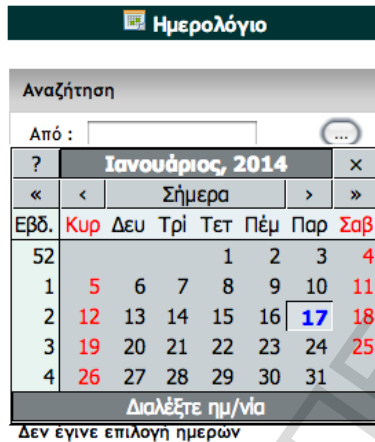 Ημερολόγιο
Αναζήτηση
Από : ...
? Ιανουάριος, 2014 ×
« ‹ Σήμερα › »
Εβδ. Κυρ Δευ Τρί Τετ Πέμ Παρ Σαβ
52 1 2 3 4
1 5 6 7 8 9 10 11
2 12 13 14 15 16 17 18
3 19 20 21 22 23 24 25
4 26 27 28 29 30 31
Διαλέξτε ημ/νία
Δεν έγινε επιλογή ημερών